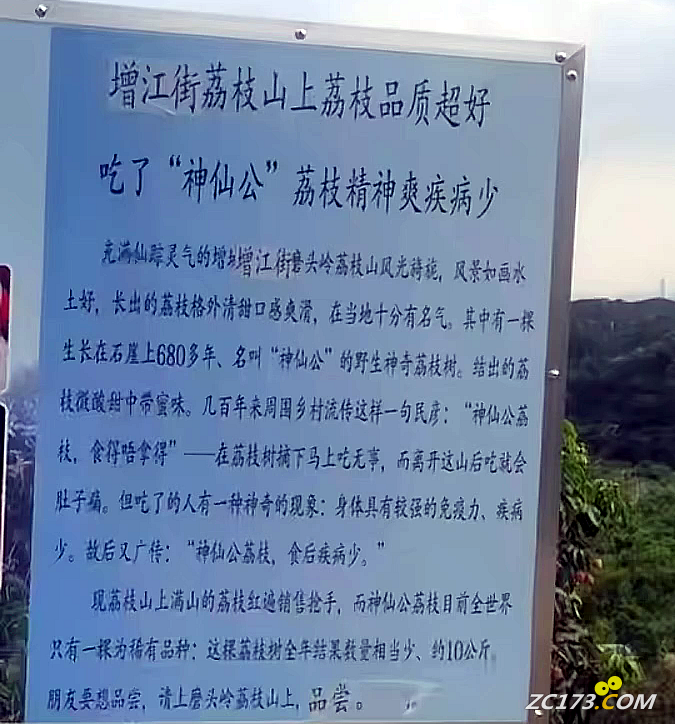 增江街荔枝山上荔枝品质超好
吃了“神仙公”荔枝精神爽疾病少
充满仙踪灵气的增增江街磨头岭荔枝山风光旖旎，风景如画水
土好，长出的荔枝格外清甜口感爽滑，在当地十分有名气。其中有一棵
生长在石崖上680多年、名叫“神仙公”的野生神奇荔枝树。结出的荔
枝微酸甜中带蜜味。几百年来周围乡村流传这样一句民彦：“神仙公荔
枝，食得唔拿得”——在荔枝树摘下马上吃无事，而离开这山后吃就会
肚子痛。但吃了的人有一种神奇的现象：身体具有较强的免疫力、疾病
少。故后又广传：“神仙公荔枝，食后疾病少。”
现荔枝山上满山的荔枝红遍销售抢手，而神仙公荔枝目前全世界
只有一棵为稀有品种：这棵荔枝树全年结果数量相当少、约10公斤。
朋友要想品尝，请上磨头岭荔枝山上，品尝。
ZC173.COM